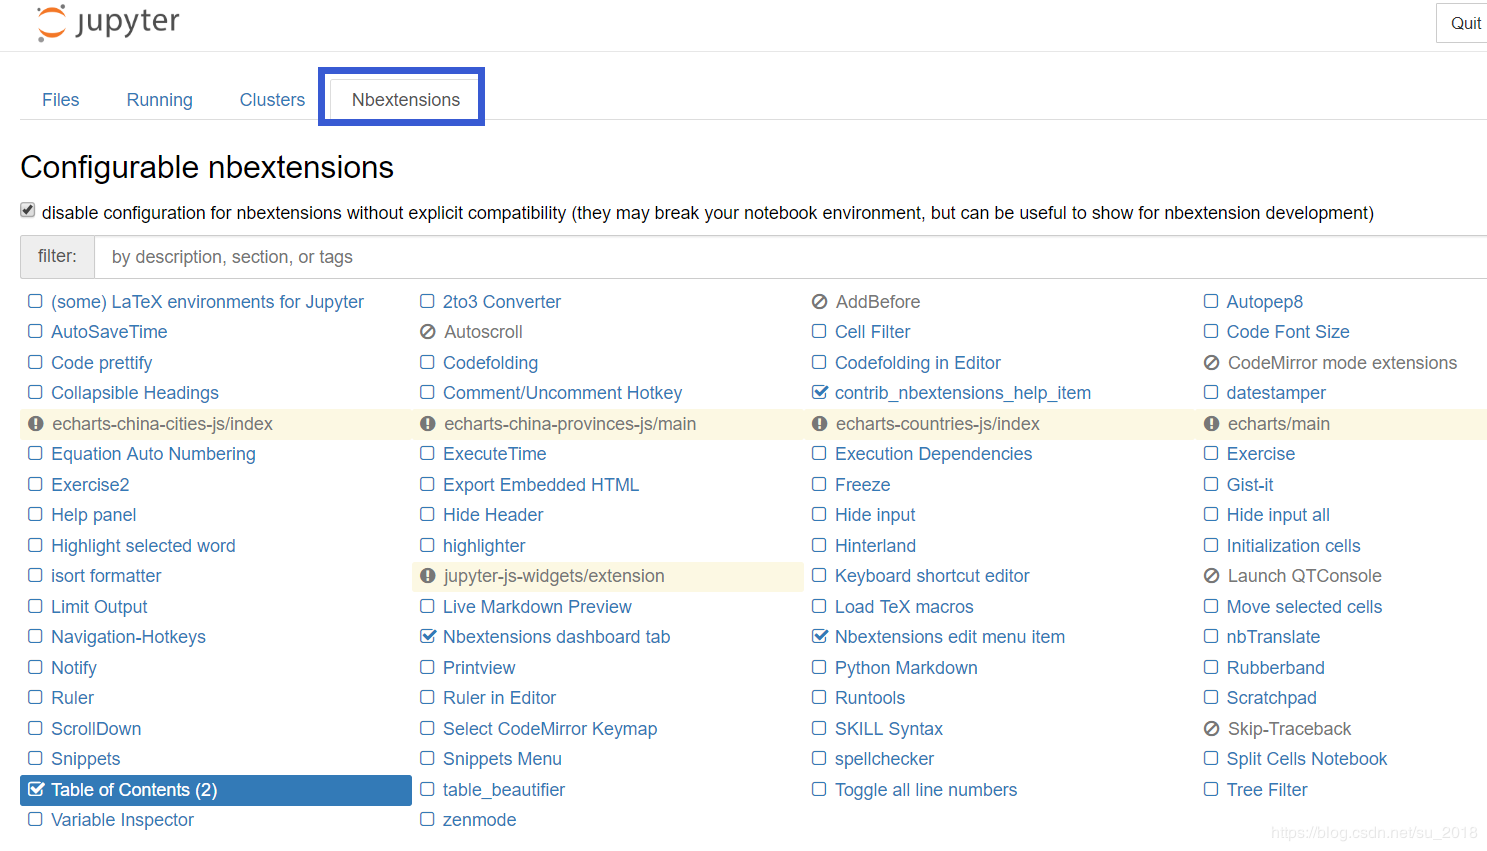 jupyter
Quit
Files Running Clusters Nbextensions
Configurable nbextensions
disable configuration for nbextensions without explicit compatibility (they may break your notebook environment, but can be useful to show for nbextension development)
filter: by description, section, or tags
(some) LaTeX environments for Jupyter 2to3 Converter AddBefore Autopep8
AutoSaveTime Autoscroll Cell Filter Code Font Size
Code prettify Codefolding Codefolding in Editor CodeMirror mode extensions
Collapsible Headings Comment/Uncomment Hotkey contrib_nbextensions_help_item datestamper
echarts-china-cities-js/index echarts-china-provinces-js/main echarts-countries-js/index echarts/main
Equation Auto Numbering ExecuteTime Execution Dependencies Exercise
Exercise2 Export Embedded HTML Freeze Gist-it
Help panel Hide Header Hide input Hide input all
Highlight selected word highlighter Hinterland Initialization cells
isort formatter jupyter-js-widgets/extension Keyboard shortcut editor Launch QTConsole
Limit Output Live Markdown Preview Load TeX macros Move selected cells
Navigation-Hotkeys Nbextensions dashboard tab Nbextensions edit menu item nbTranslate
Notify Printview Python Markdown Rubberband
Ruler Ruler in Editor Runtools Scratchpad
ScrollDown Select CodeMirror Keymap SKILL Syntax Skip-Traceback
Snippets Snippets Menu spellchecker Split Cells Notebook
Table of Contents (2) table_beautifier Toggle all line numbers Tree Filter
Variable Inspector zenmode
https://blog.csdn.net/su_2018